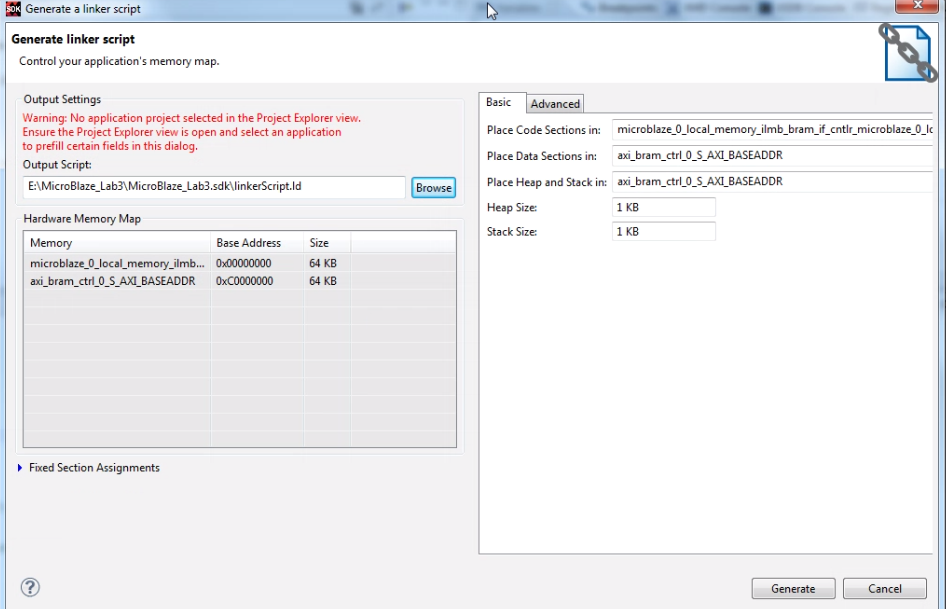 SDK Generate a linker script
Generate linker script
Control your application's memory map.
Output Settings
Warning: No application project selected in the Project Explorer view.
Ensure the Project Explorer view is open and select an application
to prefill certain fields in this dialog.
Output Script:
E:\MicroBlaze_Lab3\MicroBlaze_Lab3.sdk\linkerScript.ld Browse
Hardware Memory Map
Memory Base Address Size
microblaze_0_local_memory_ilmb... 0x00000000 64 KB
axi_bram_ctrl_0_S_AXI_BASEADDR 0xC0000000 64 KB
Fixed Section Assignments
Basic Advanced
Place Code Sections in: microblaze_0_local_memory_ilmb_bram_if_cntlr_microblaze_0_lo
Place Data Sections in: axi_bram_ctrl_0_S_AXI_BASEADDR
Place Heap and Stack in: axi_bram_ctrl_0_S_AXI_BASEADDR
Heap Size: 1 KB
Stack Size: 1 KB
? Generate Cancel